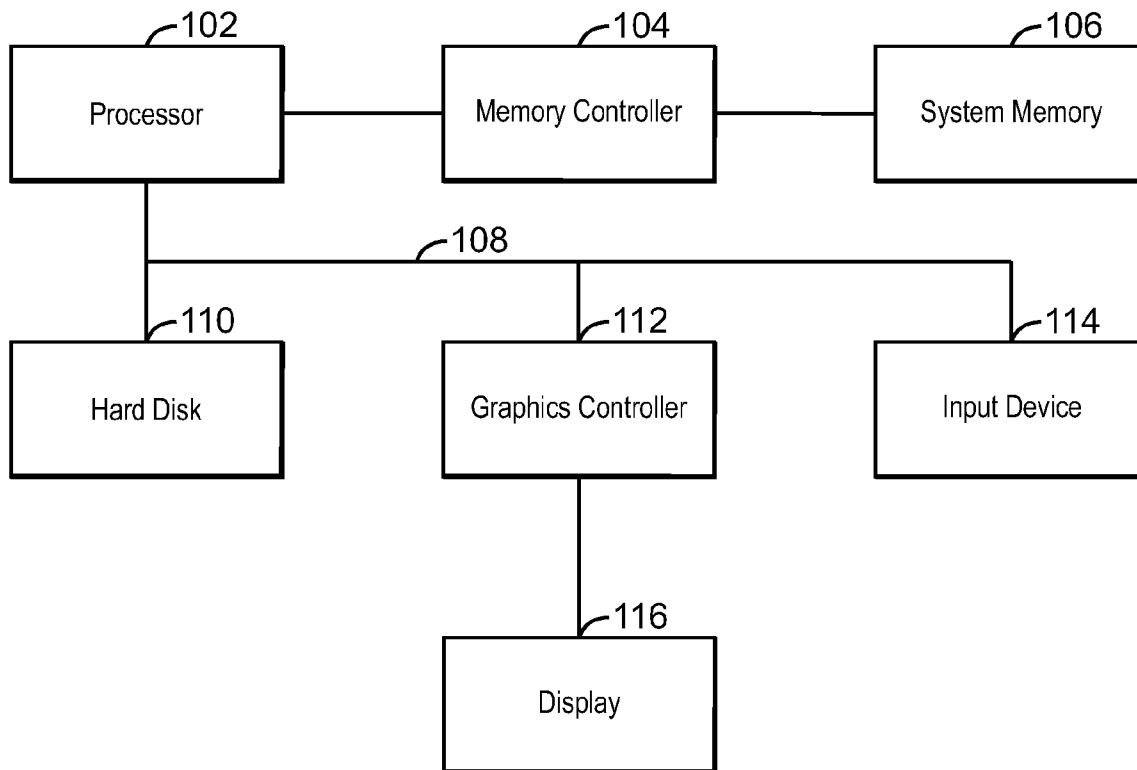 102
104
106
Processor
Memory Controller
System Memory
108
110
112
114
Hard Disk
Graphics Controller
Input Device
116
Display